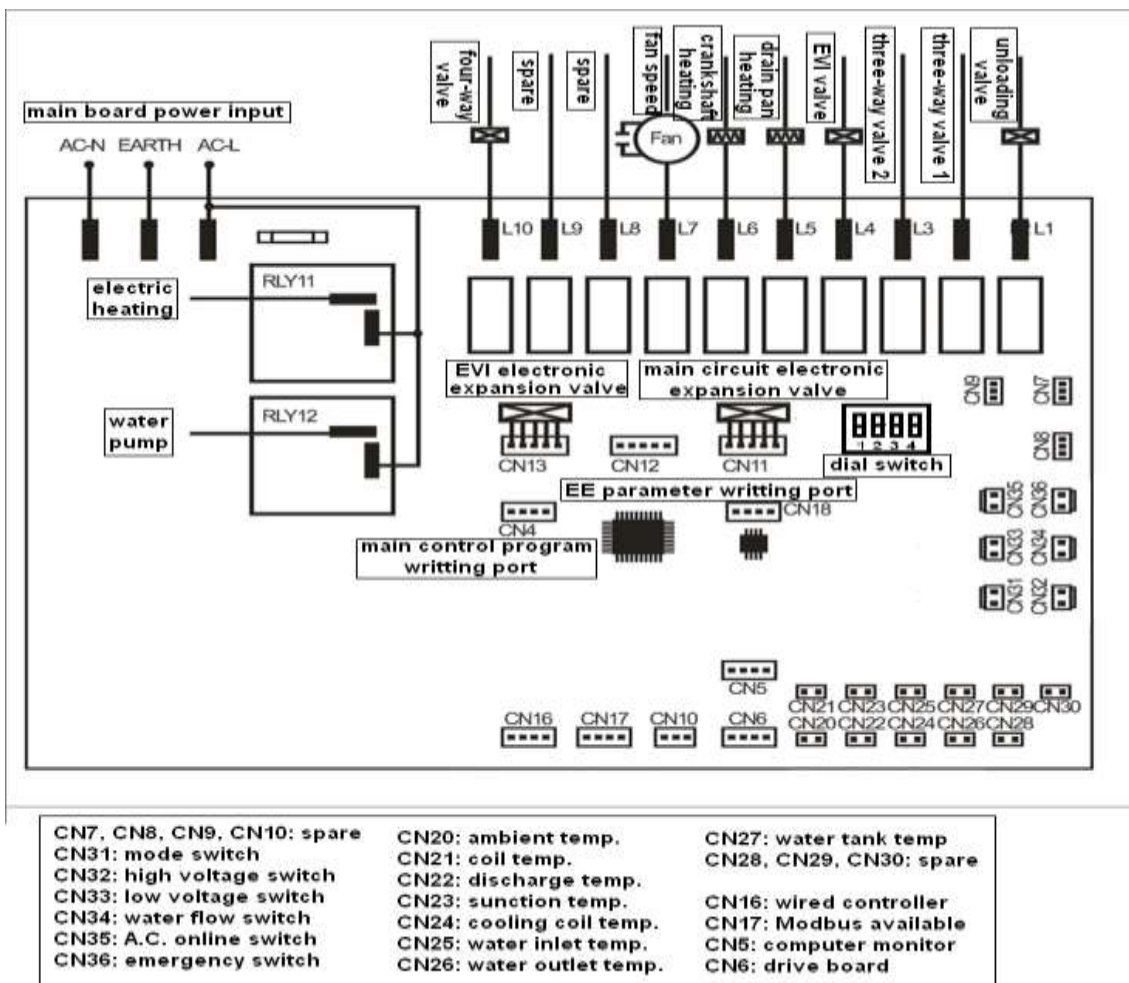 four-way
valve
spare
spare
fan speed
crankshaft
heating
drain pan
heating
EVI valve
three-way valve 2
three-way valve 1
unloading
valve
main board power input
AC-N EARTH AC-L
Fan
L10 L9 L8 L7 L6 L5 L4 L3 L1
electric
heating
RLY11
EVI electronic
expansion valve
main circuit electronic
expansion valve
CN9
CN7
water
pump
RLY12
1 2 3 4
CN8
CN13 CN12 CN11
dial switch
EE parameter writting port
CN35
CN36
CN4
CN18
main control program
writting port
CN33
CN34
CN31
CN32
CN5
CN21 CN23 CN25 CN27 CN29 CN30
CN16 CN17 CN10 CN6 CN20 CN22 CN24 CN26 CN28
CN7, CN8, CN9, CN10: spare
CN31: mode switch
CN32: high voltage switch
CN33: low voltage switch
CN34: water flow switch
CN35: A.C. online switch
CN36: emergency switch
CN20: ambient temp.
CN21: coil temp.
CN22: discharge temp.
CN23: sunction temp.
CN24: cooling coil temp.
CN25: water inlet temp.
CN26: water outlet temp.
CN27: water tank temp
CN28, CN29, CN30: spare
CN16: wired controller
CN17: Modbus available
CN5: computer monitor
CN6: drive board